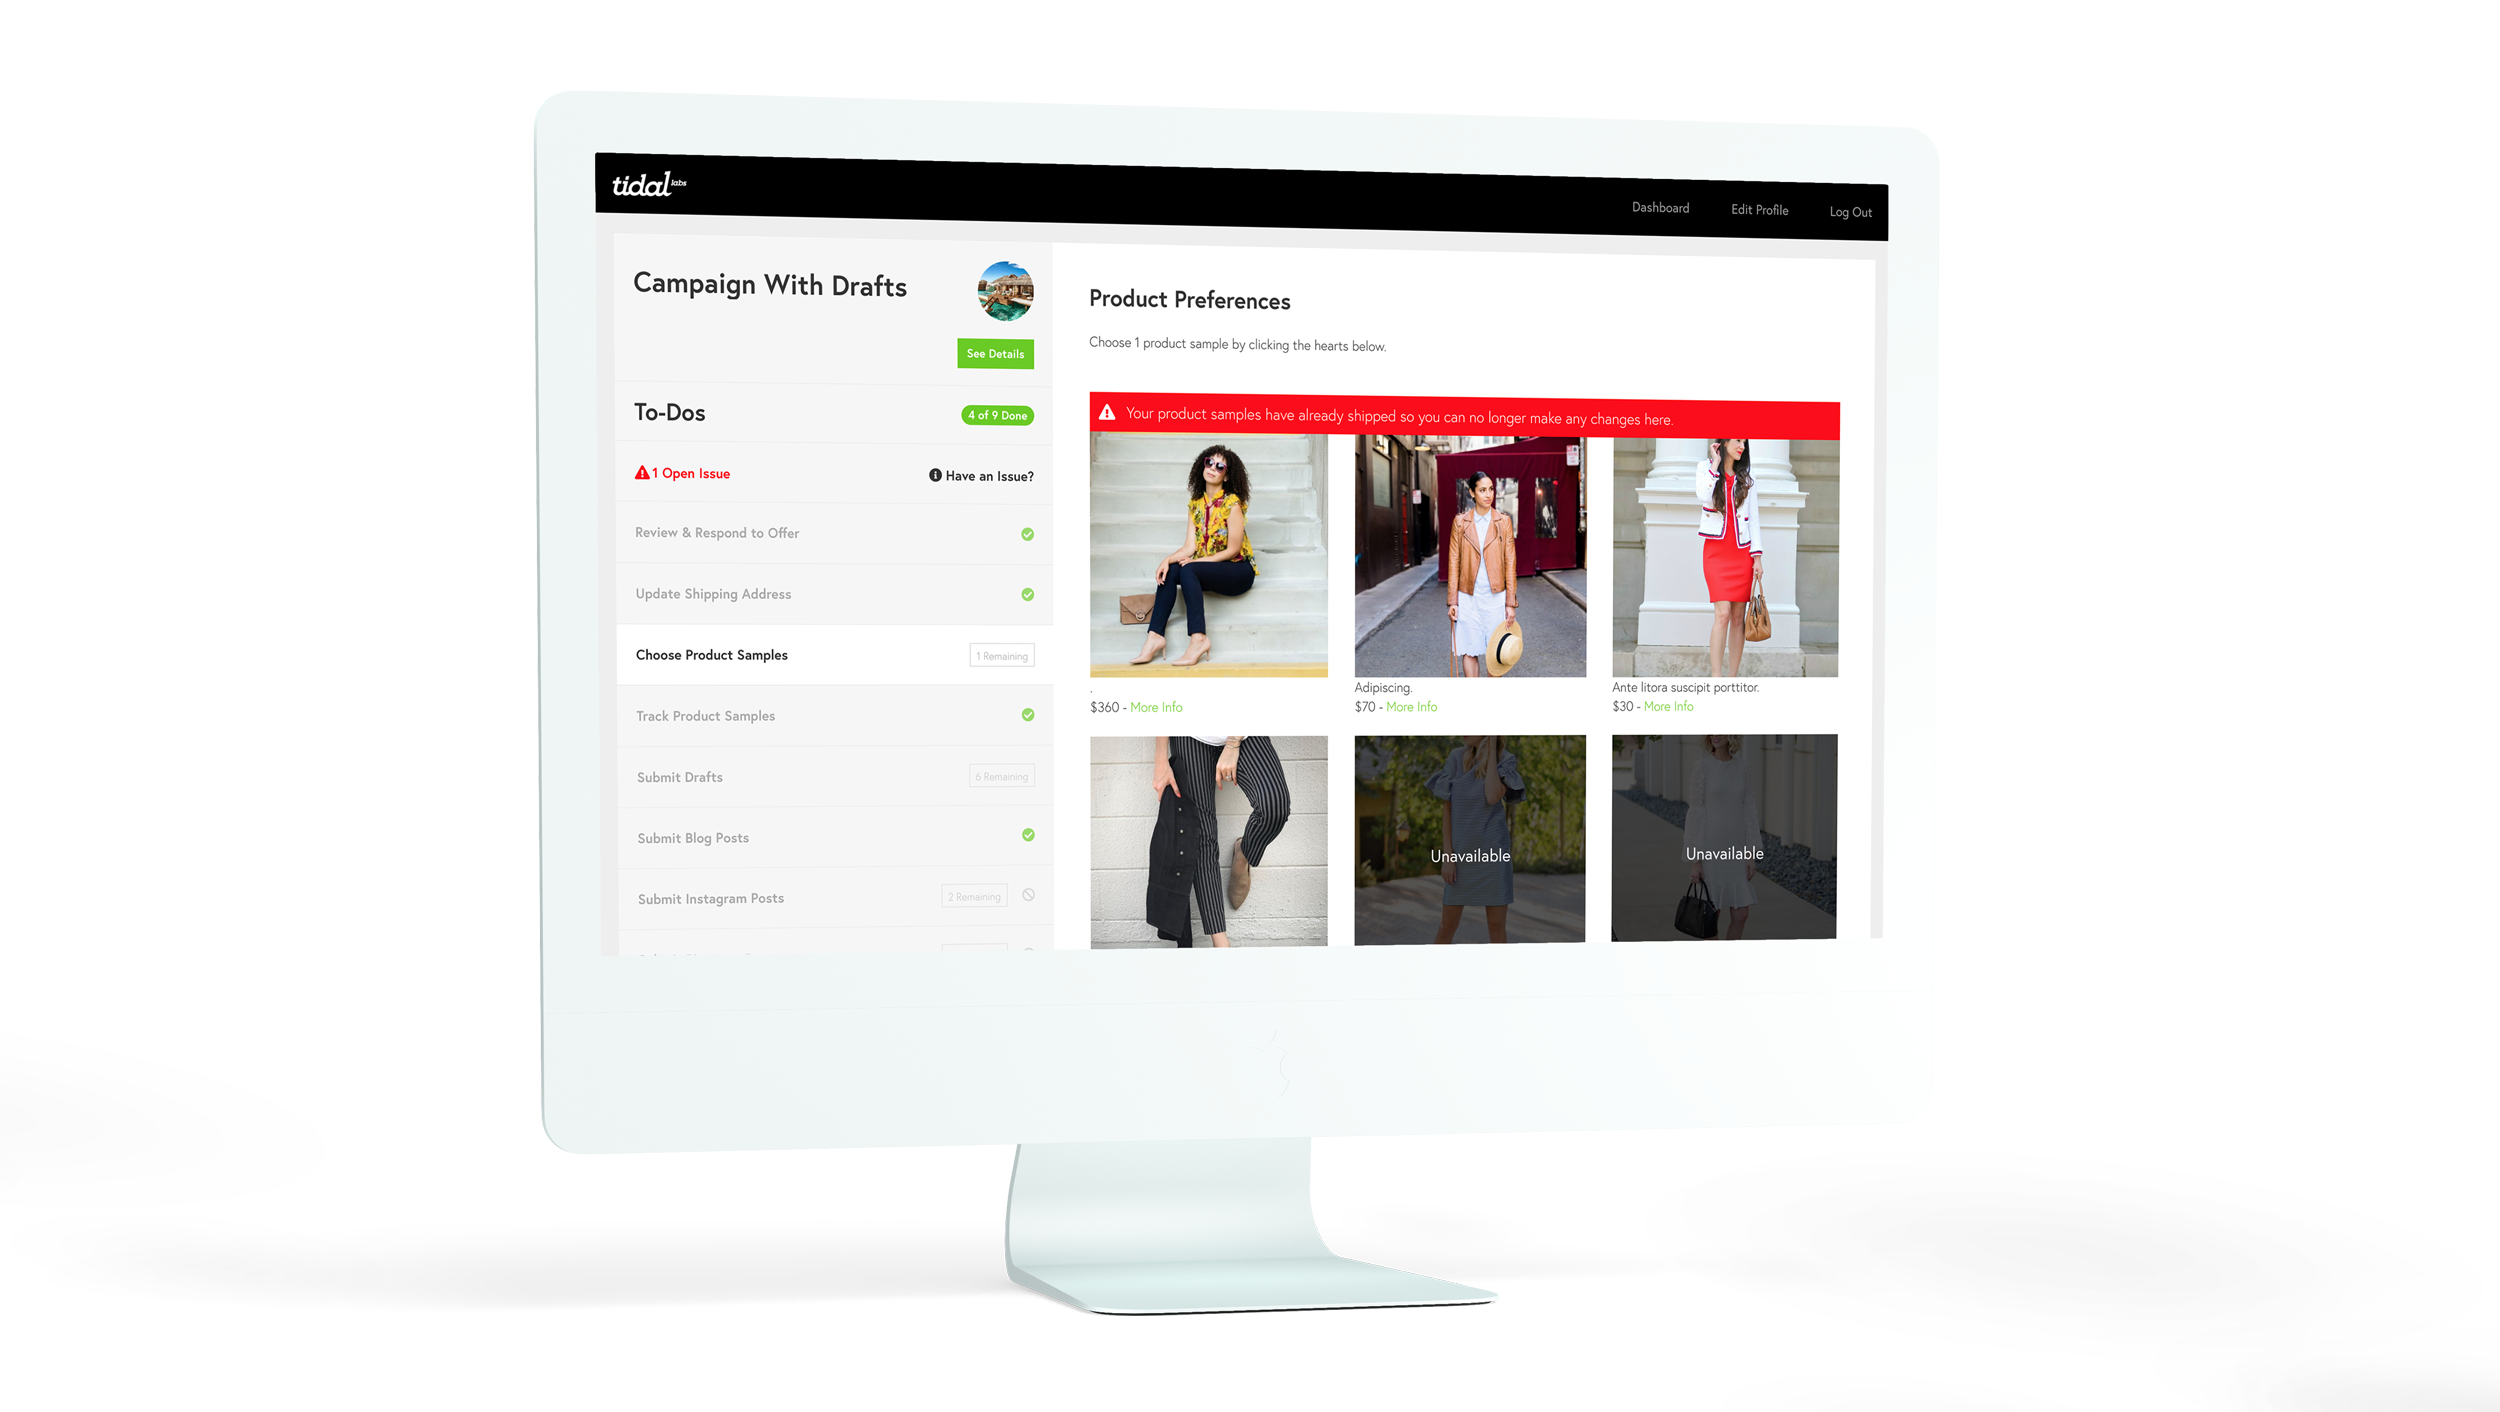 tidal labs
Dashboard
Edit Profile
Log Out
Campaign With Drafts
See Details
To-Dos
4 of 9 Done
1 Open Issue
Have an Issue?
Review & Respond to Offer
Update Shipping Address
Choose Product Samples
1 Remaining
Track Product Samples
Submit Drafts
6 Remaining
Submit Blog Posts
Submit Instagram Posts
2 Remaining
Product Preferences
Choose 1 product sample by clicking the hearts below.
Your product samples have already shipped so you can no longer make any changes here.
.
$360 - More Info
Adipiscing.
$70 - More Info
Ante litora suscipit porttitor.
$30 - More Info
Unavailable
Unavailable